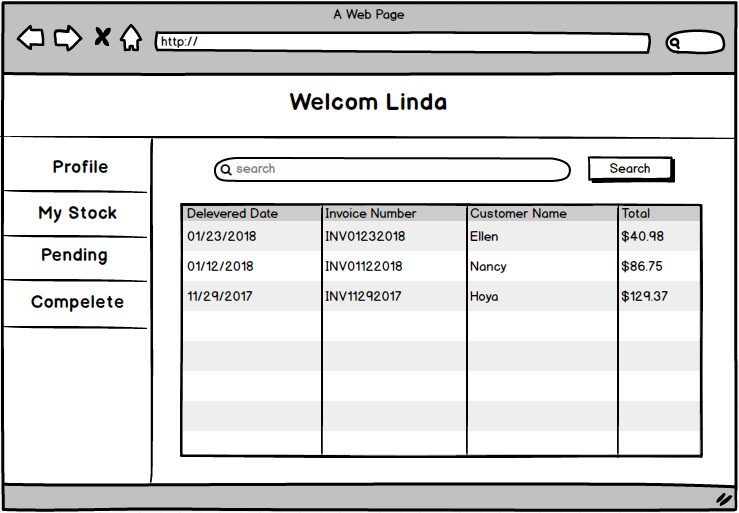 A Web Page
http://
Welcom Linda
Profile
My Stock
Pending
Compelete
search
Search
Delevered Date Invoice Number Customer Name Total
01/23/2018 INV01232018 Ellen $40.98
01/12/2018 INV01122018 Nancy $86.75
11/29/2017 INV11292017 Hoya $129.37